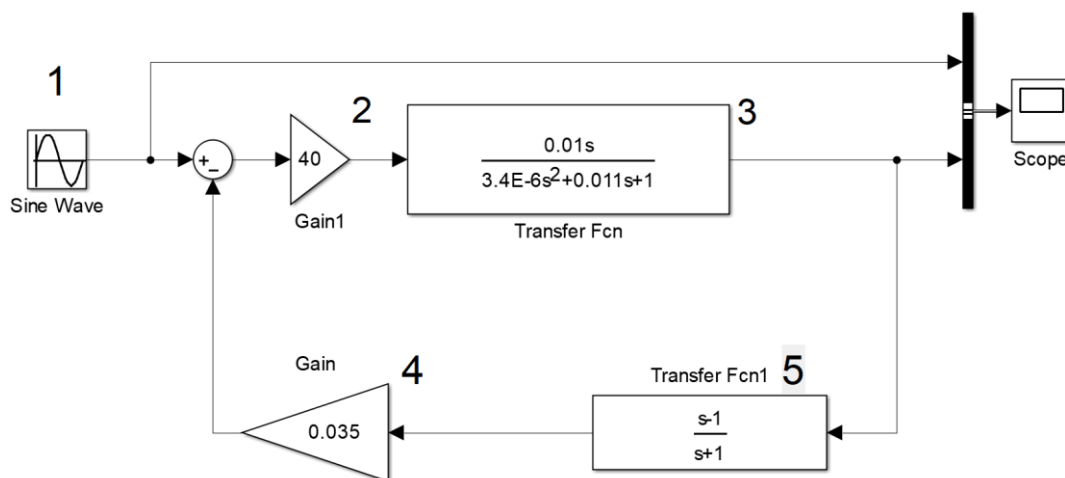 1
Sine Wave
+
−
40
Gain1
2
0.01s
3.4E-6s²+0.011s+1
Transfer Fcn
3
Scope
Gain
0.035
4
Transfer Fcn1
5
s-1
s+1